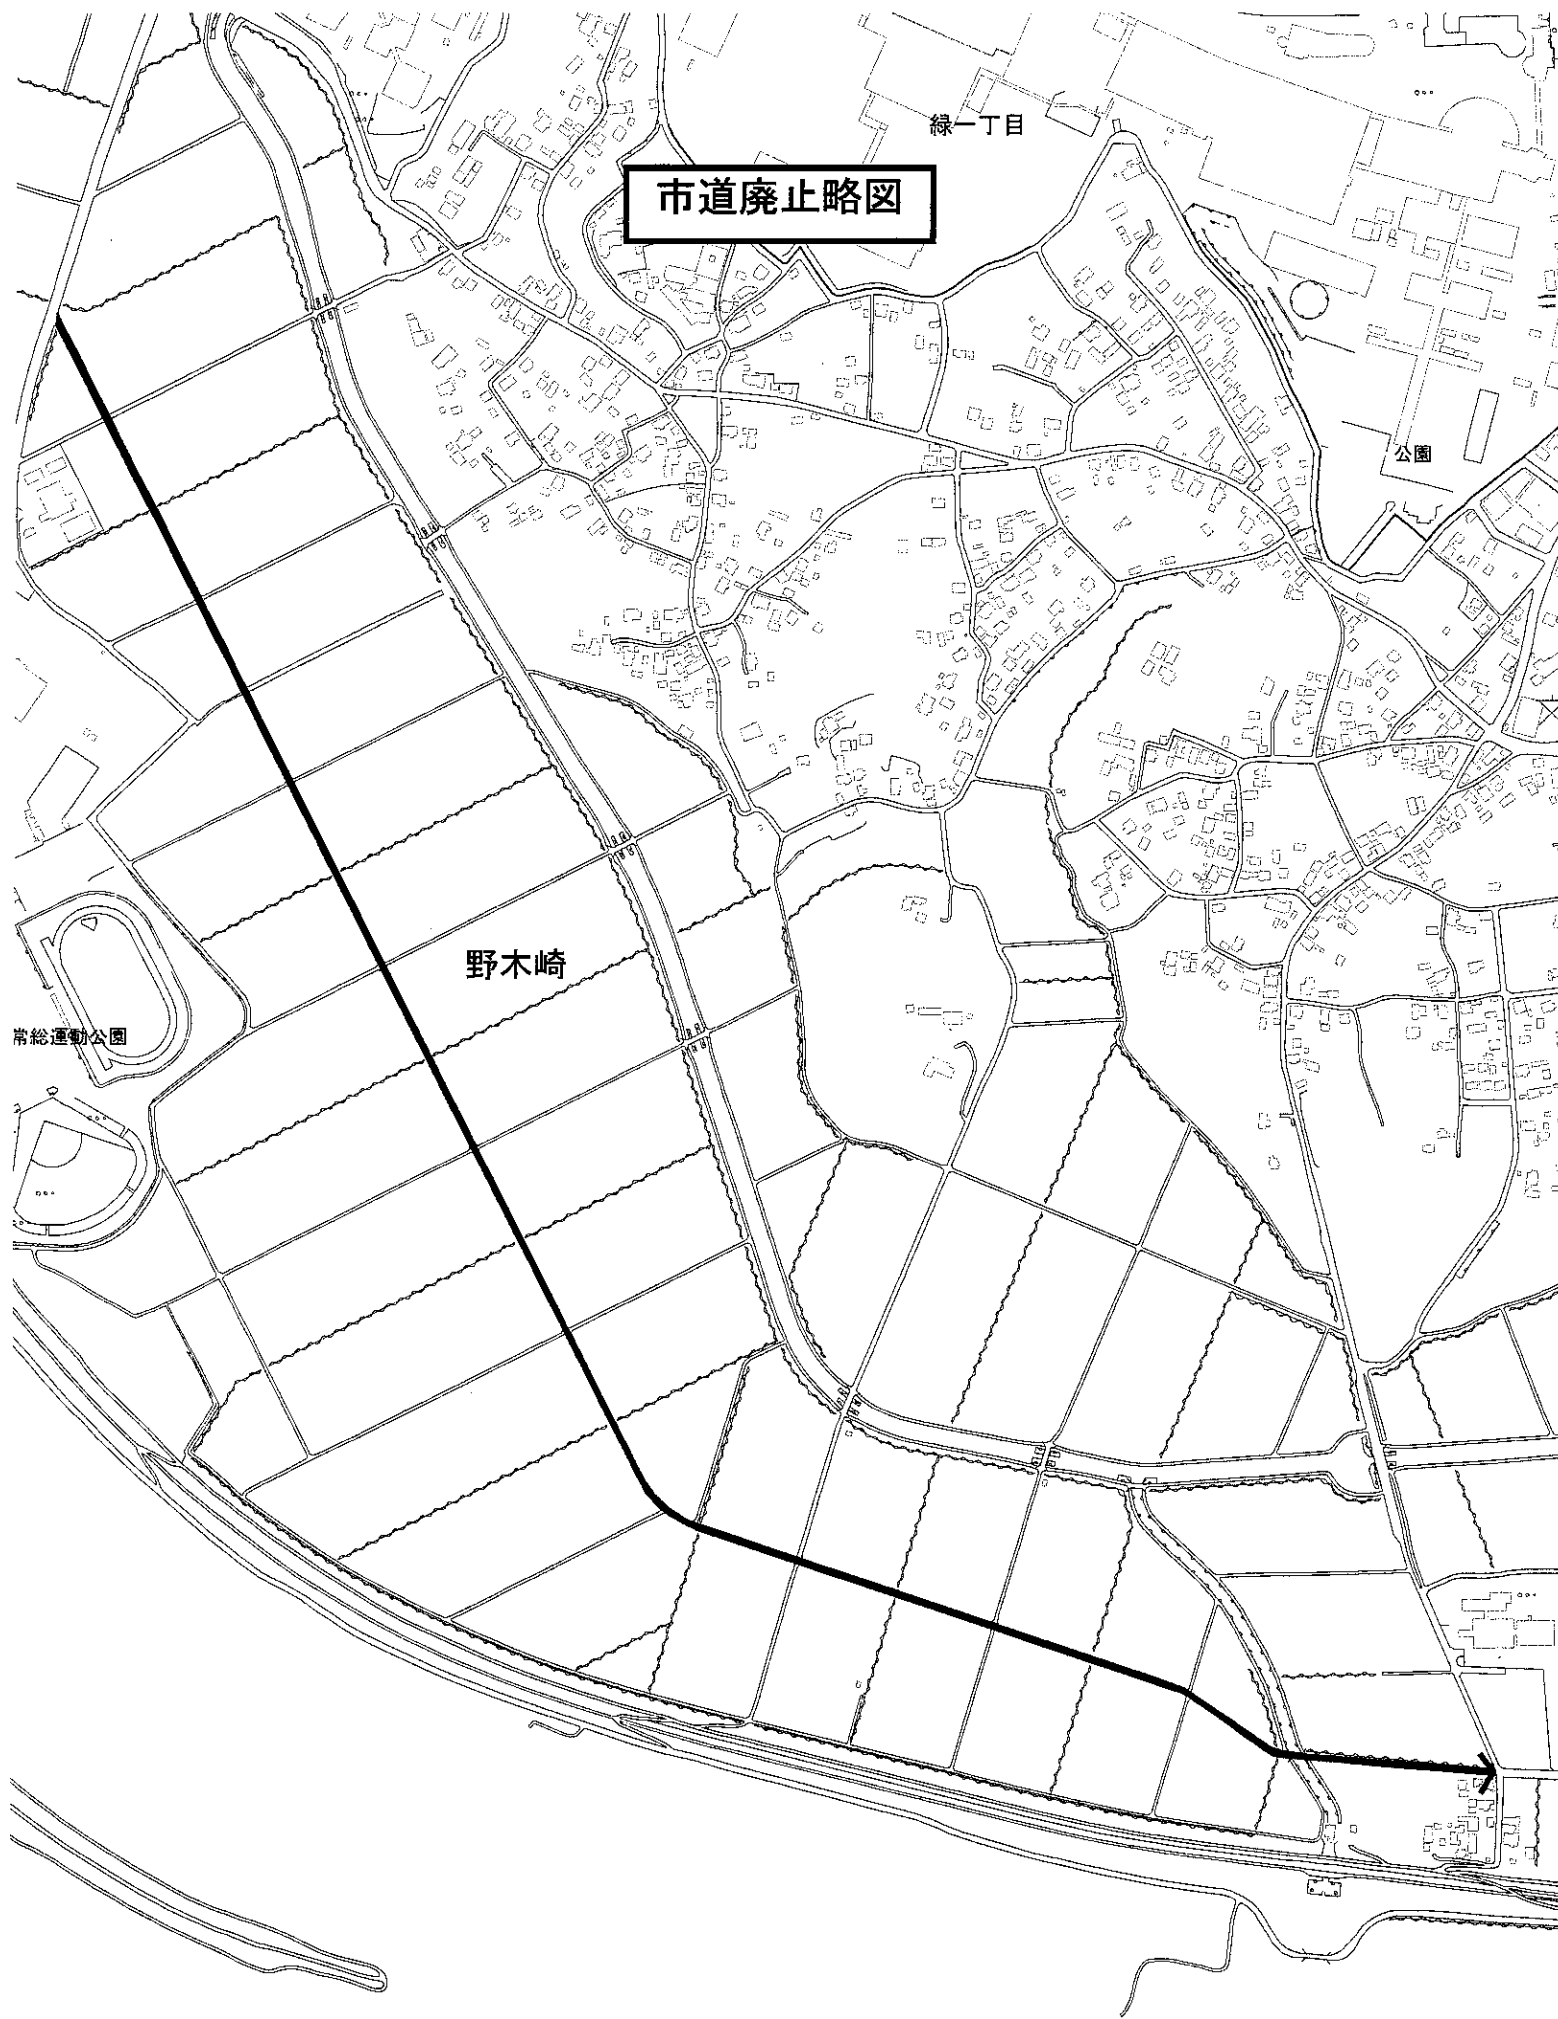 緑一丁目
市道廃止略図
公園
野木崎
常総運動公園